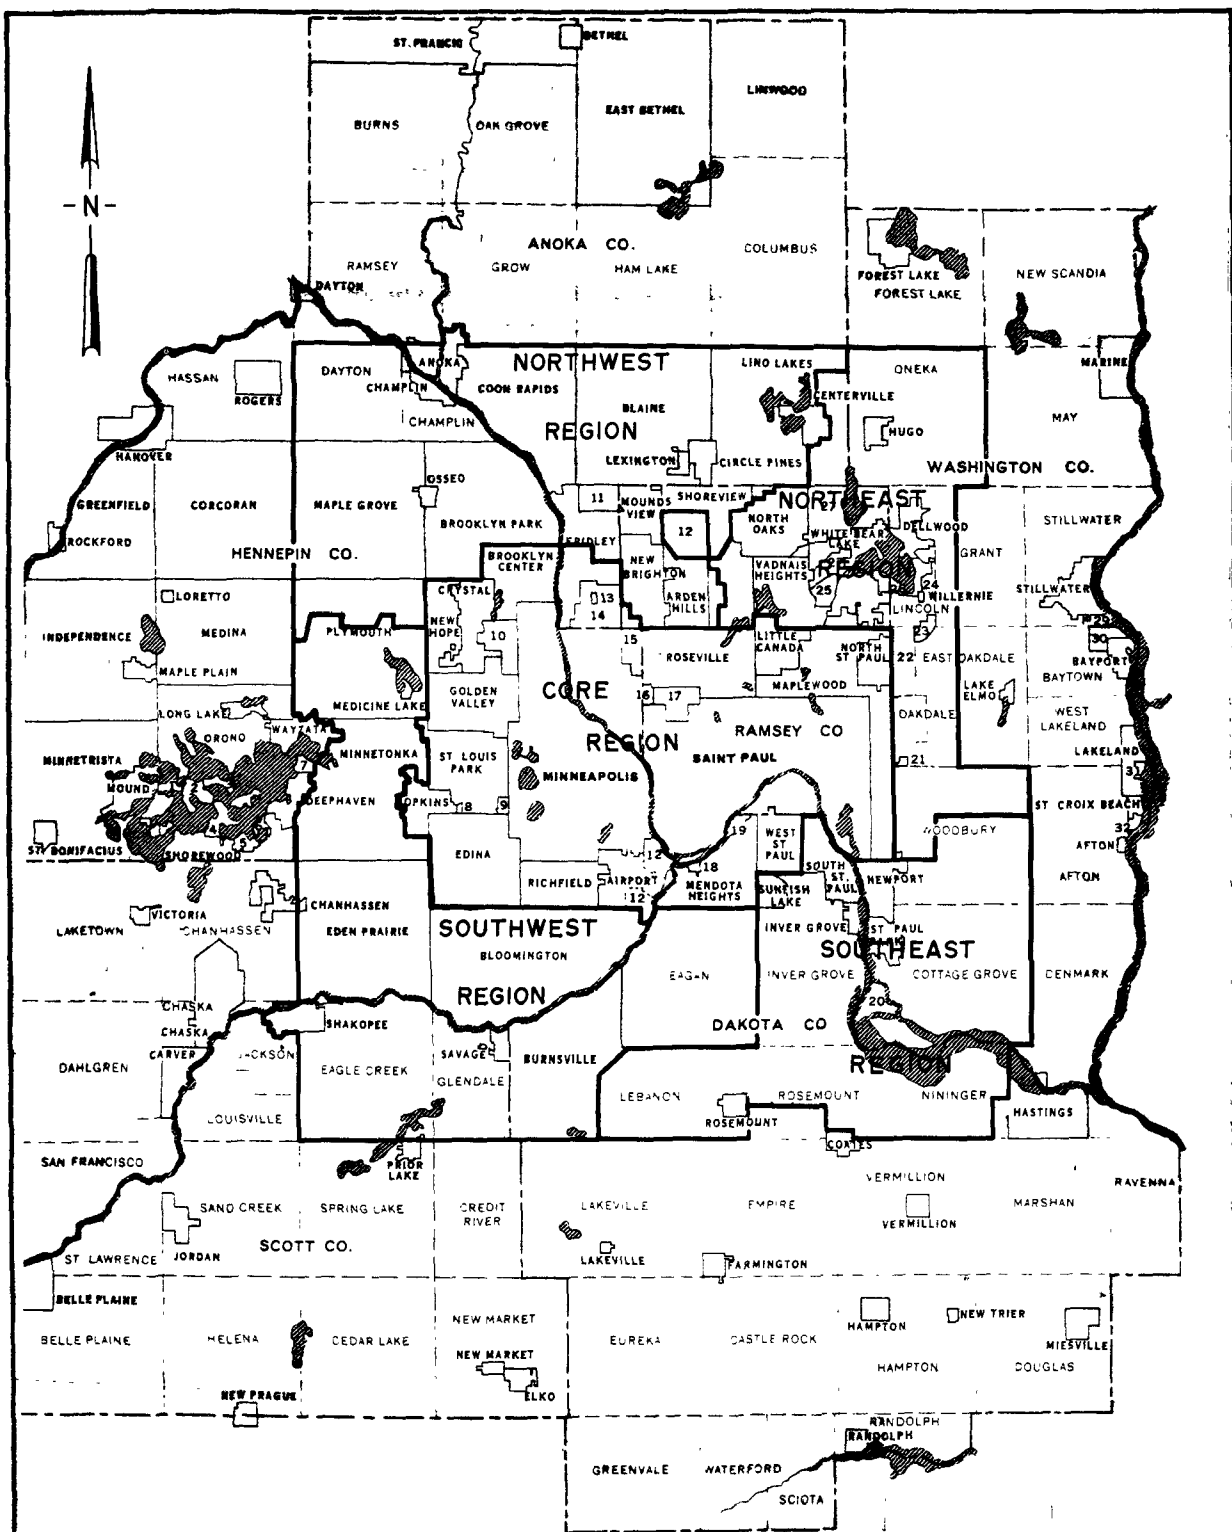 ST. FRANCIS
BETHEL
LINWOOD
EAST BETHEL
BURNS
OAK GROVE
-N-
ANOKA CO.
COLUMBUS
RAMSEY
GROW
HAM LAKE
FOREST LAKE
FOREST LAKE
NEW SCANDIA
DAYTON
NORTHWEST
LINO LAKES
ONEKA
MARINE
HASSAN
DAYTON
ANOKA
ROGERS
CHAMPLIN
COON RAPIDS
CENTERVILLE
BLAINE
CHAMPLIN
MAY
REGION
HUGO
HANOVER
LEXINGTON
CIRCLE PINES
WASHINGTON CO.
OSSEO
GREENFIELD
CORCORAN
MAPLE GROVE
11
MOUNDS
VIEW
SHOREVIEW
NORTHEAST
27
BROOKLYN PARK
12
NORTH
OAKS
DELLWOOD
STILLWATER
ROCKFORD
HENNEPIN CO.
FRIDLEY
WHITE BEAR
LAKE
GRANT
BROOKLYN
CENTER
NEW
BRIGHTON
VADNAIS
HEIGHTS
REGION
24
CRYSTAL
ARDEN
HILLS
25
WILLERNIE
STILLWATER
LORETTO
13
14
LINCOLN
INDEPENDENCE
MEDINA
PLYMOUTH
NEW
HOPE
10
15
23
29
30
MAPLE PLAIN
ROSEVILLE
LITTLE
CANADA
NORTH
ST PAUL
22
EAST OAKDALE
BAYPORT
BAYTOWN
GOLDEN
VALLEY
CORE
16
17
MAPLEWOOD
LAKE
ELMO
MEDICINE LAKE
LONG LAKE
ORONO
WAYZATA
OAKDALE
WEST
LAKELAND
REGION
RAMSEY CO
MINNETRISTA
MINNETONKA
ST LOUIS
PARK
SAINT PAUL
21
LAKELAND
7
MOUND
2
MINNEAPOLIS
31
DEEPHAVEN
HOPKINS
8
9
ST CROIX BEACH
1
4
5
19
WEST
ST PAUL
WOODBURY
32
ST. BONIFACIUS
SHOREWOOD
EDINA
12
AFTON
18
SOUTH
ST. PAUL
NEWPORT
AFTON
RICHFIELD
AIRPORT
12
MENDOTA
HEIGHTS
SUNFISH
LAKE
CHANHASSEN
VICTORIA
CHANHASSEN
LAKETOWN
EDEN PRAIRIE
SOUTHWEST
INVER GROVE
ST PAUL
SOUTHEAST
BLOOMINGTON
EAGAN
INVER GROVE
COTTAGE GROVE
DENMARK
REGION
20
CHASKA
CHASKA
SHAKOPEE
DAKOTA CO
CARVER
JACKSON
SAVAGE
BURNSVILLE
REGION
DAHLGREN
EAGLE CREEK
GLENDALE
LEBANON
ROSEMOUNT
NININGER
LOUISVILLE
ROSEMOUNT
HASTINGS
COATES
SAN FRANCISCO
PRIOR
LAKE
VERMILLION
RAVENNA
SAND CREEK
SPRING LAKE
CREDIT
RIVER
LAKEVILLE
EMPIRE
MARSHAN
VERMILLION
JORDAN
SCOTT CO.
ST LAWRENCE
LAKEVILLE
FARMINGTON
BELLE PLAINE
NEW MARKET
HAMPTON
NEW TRIER
BELLE PLAINE
HELENA
CEDAR LAKE
EUREKA
CASTLE ROCK
MIESVILLE
NEW MARKET
HAMPTON
DOUGLAS
NEW PRAGUE
ELKO
RANDOLPH
RANDOLPH
GREENVALE
WATERFORD
SCIOTA